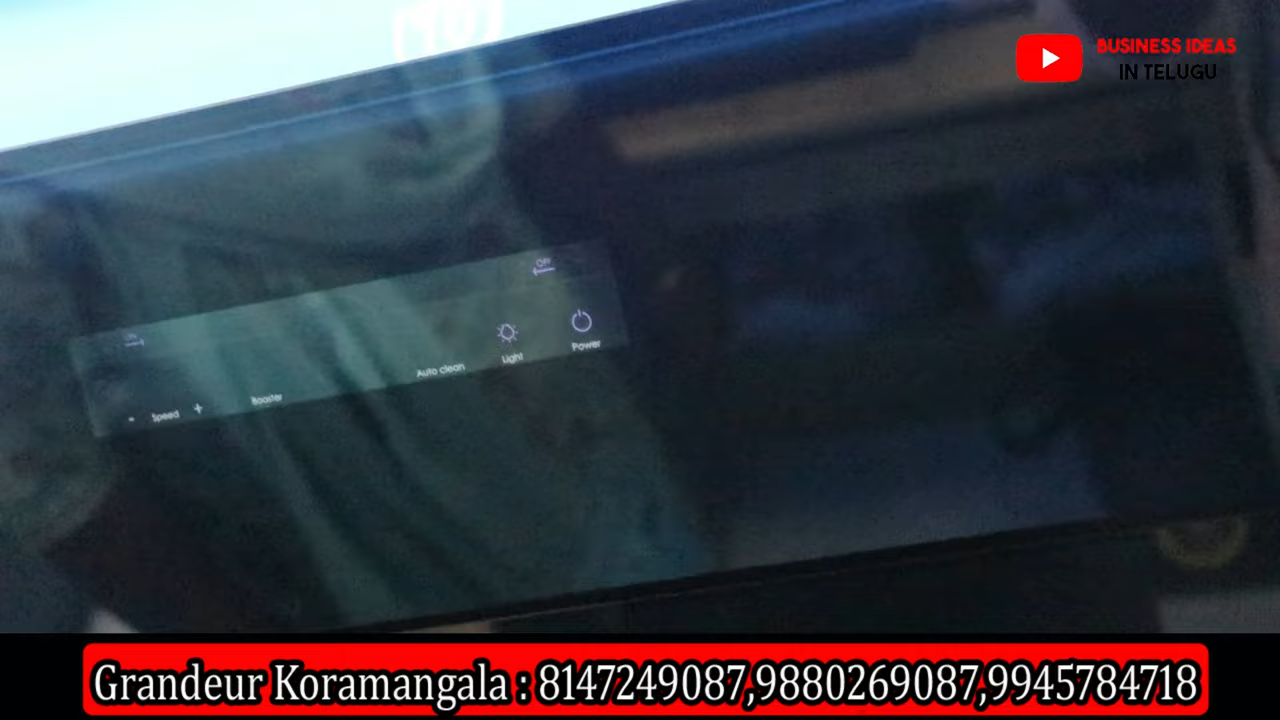 BUSINESS IDEAS
IN TELUGU
OFF
Light
Power
Auto clean
Booster
- Speed +
Grandeur Koramangala : 8147249087,9880269087,9945784718